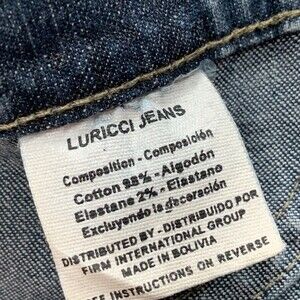 LURICCI JEANS
Composition - Composición
Cotton 98% - Algodón
Elastane 2% - Elastano
Excluyendo la decoración
DISTRIBUTED BY - DISTRIBUIDO POR
FIRM INTERNATIONAL GROUP
MADE IN BOLIVIA
INSTRUCTIONS ON REVERSE